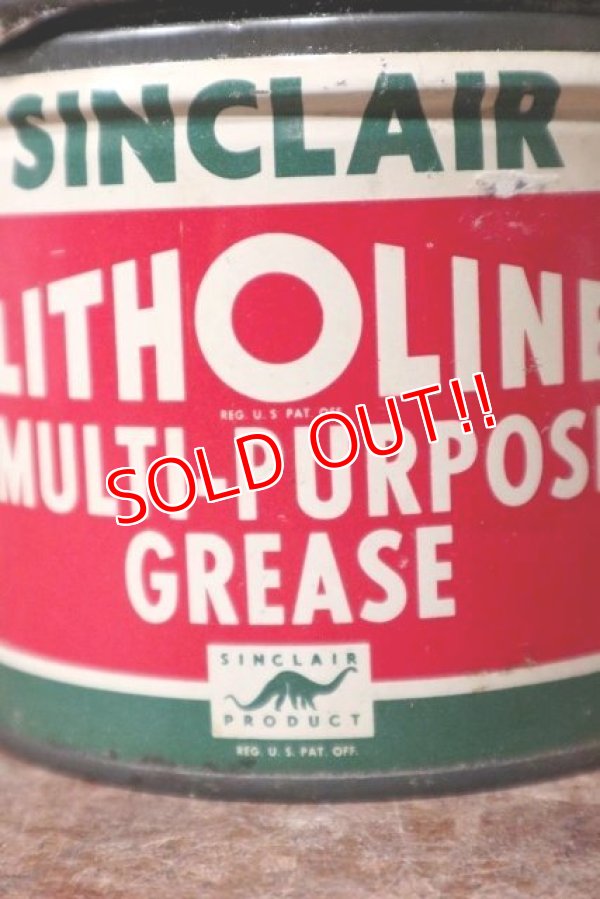 SINCLAIR
LITHOLINE
REG. U.S. PAT. OFF.
MULTI-PURPOSE
SOLD OUT!!
GREASE
SINCLAIR
PRODUCT
REG. U.S. PAT. OFF.